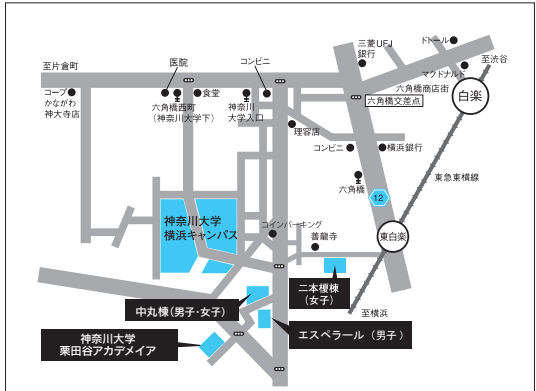 三菱UFJ
銀行
ドトール
至渋谷
至片倉町
医院
コンビニ
マクドナルド
六角橋商店街
白楽
コープ
かながわ
神大寺店
六角橋西町
（神奈川大学下）
食堂
神奈川
大学入口
六角橋交差点
理容店
コンビニ
横浜銀行
東急東横線
六角橋
12
神奈川大学
横浜キャンパス
コインパーキング
善龍寺
東白楽
二本榎棟
（女子）
中丸棟（男子・女子）
エスペラール（男子）
至横浜
神奈川大学
栗田谷アカデメイア